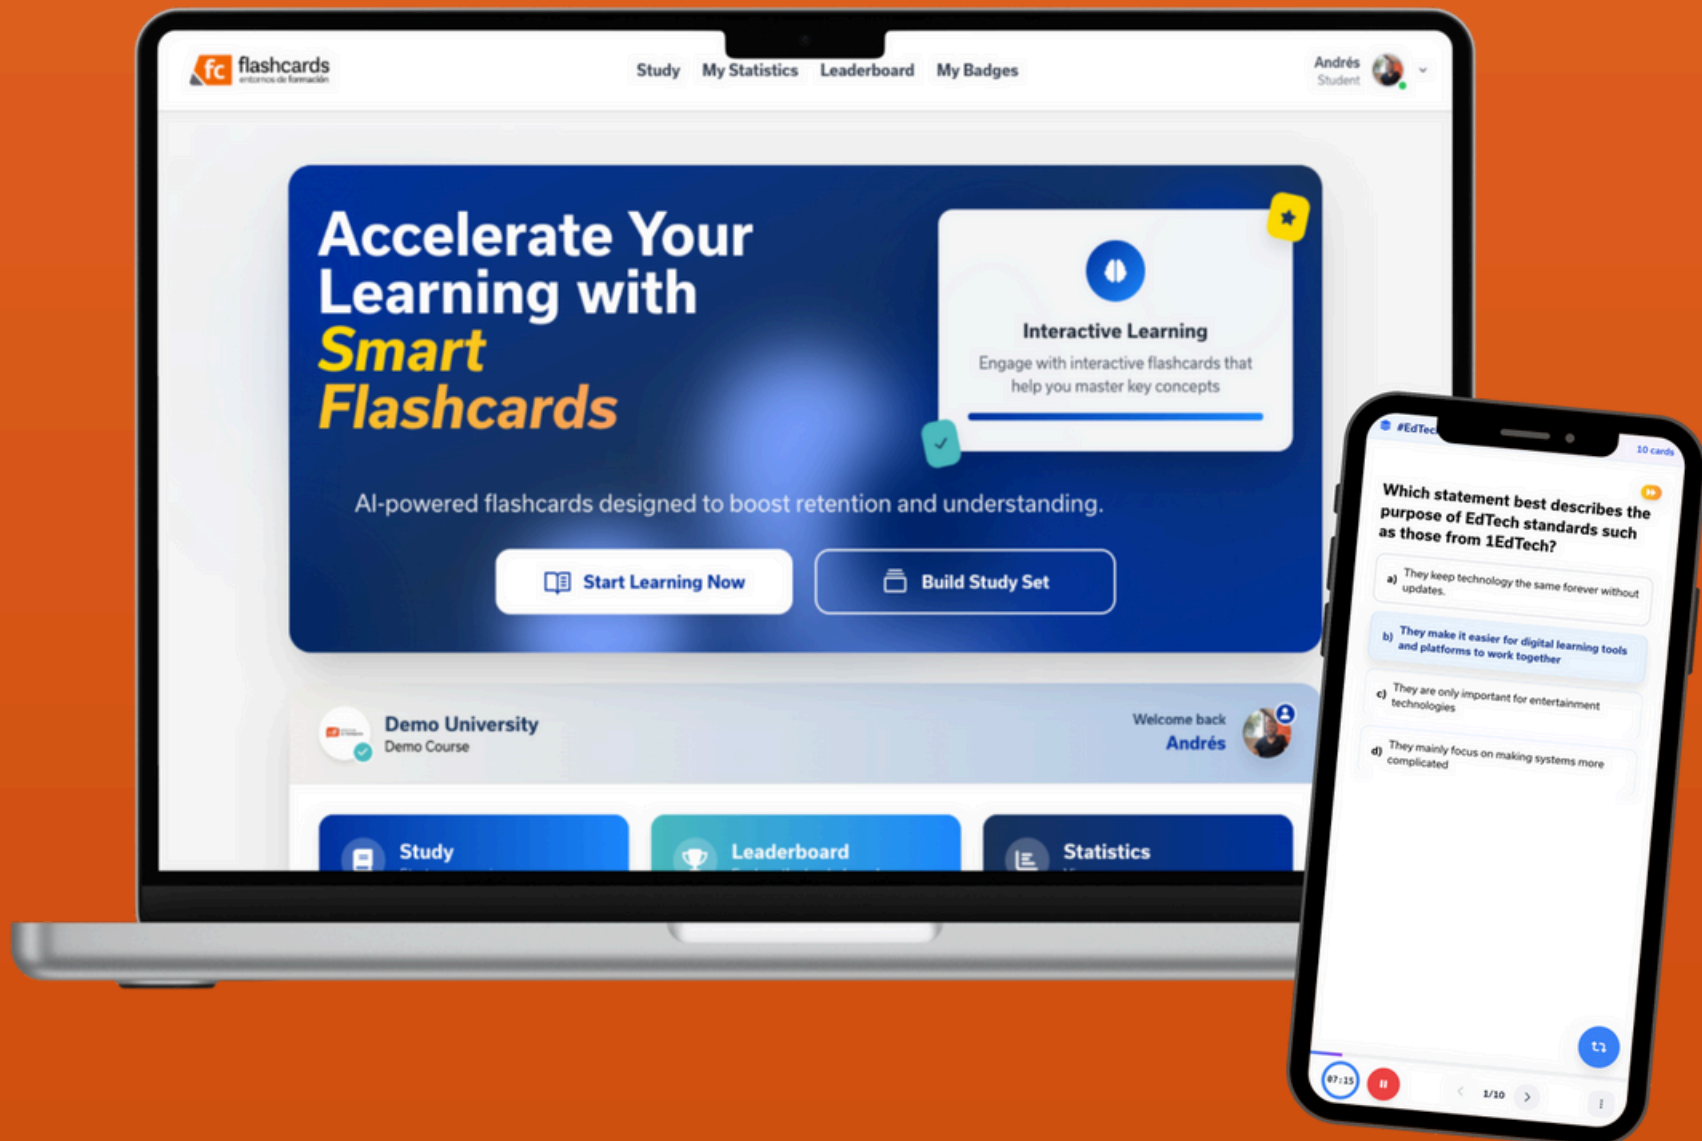 fc
flashcards
entornos de formación
Study My Statistics Leaderboard My Badges
Andrés
Student
Accelerate Your
Learning with
Smart
Flashcards
Interactive Learning
Engage with interactive flashcards that
help you master key concepts
AI-powered flashcards designed to boost retention and understanding.
Start Learning Now
Build Study Set
Demo University
Demo Course
Welcome back
Andrés
Study
Leaderboard
Statistics
10 cards
Which statement best describes the
purpose of EdTech standards such
as those from 1EdTech?
a) They keep technology the same forever without
updates.
b) They make it easier for digital learning tools
and platforms to work together
c) They are only important for entertainment
technologies
d) They mainly focus on making systems more
complicated
07:15
1/10